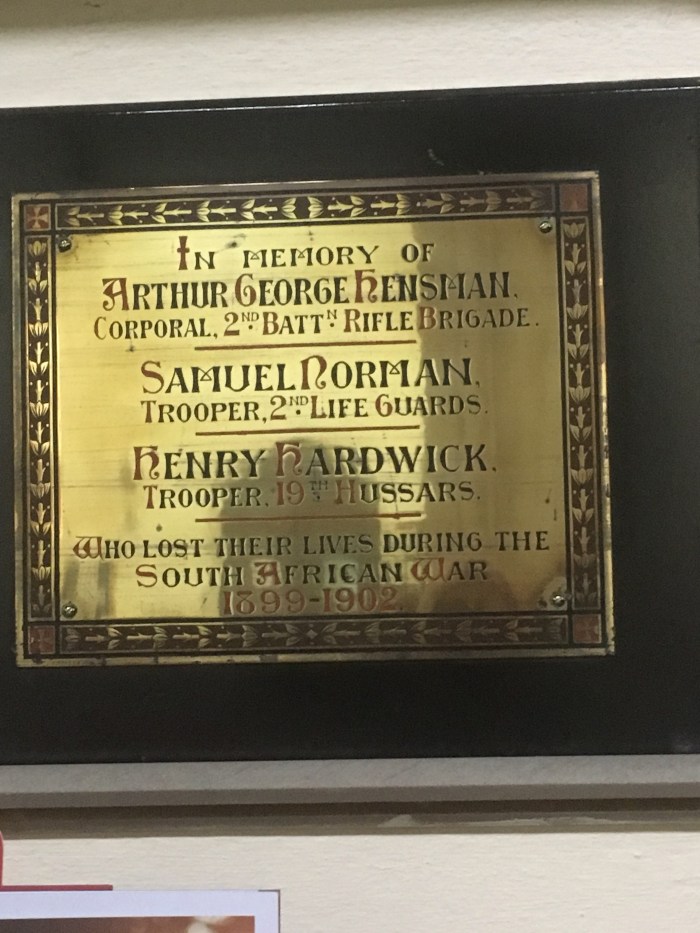 In memory of
Arthur George Hensman,
Corporal, 2nd Battn Rifle Brigade.
Samuel Norman,
Trooper, 2nd Life Guards.
Henry Hardwick,
Trooper, 19th Hussars.
Who lost their lives during the
South African War
1899-1902.